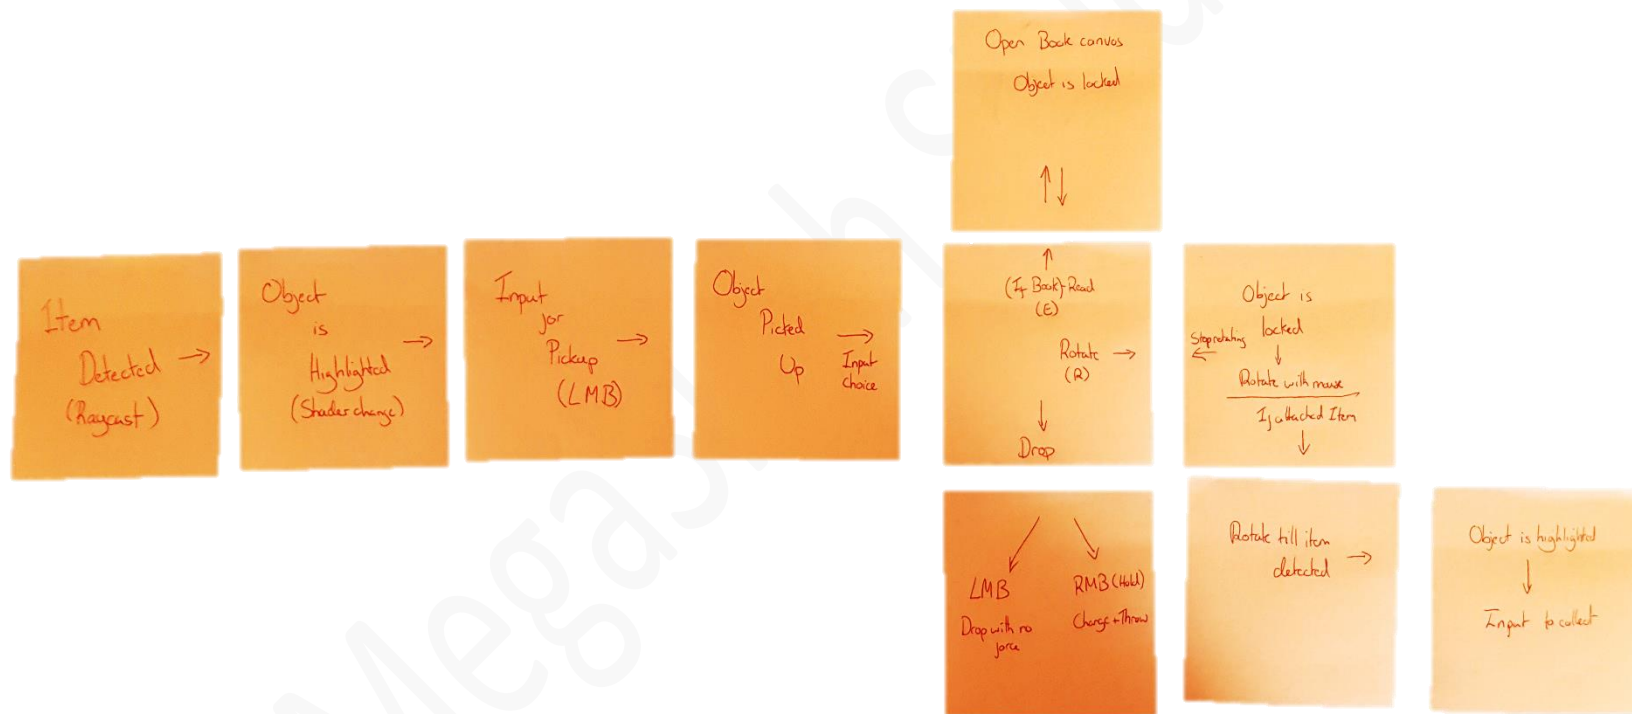 Item
Detected →
(Raycast)
Object
is →
Highlighted
(Shader change)
Input
for →
Pickup
(LMB)
Object
Picked →
Up Input
choice
Open Book canvas
Object is locked
↑↓
↑
(If Book) Read
(E)
Rotate →
(R)
↓
Drop
Object is
locked
Stop rotating
← ↓
Rotate with mouse
If attached Item
↓
LMB
Drop with no
force
RMB (Hold)
Charge + Throw
Rotate till item
detected →
Object is highlighted
↓
Input to collect